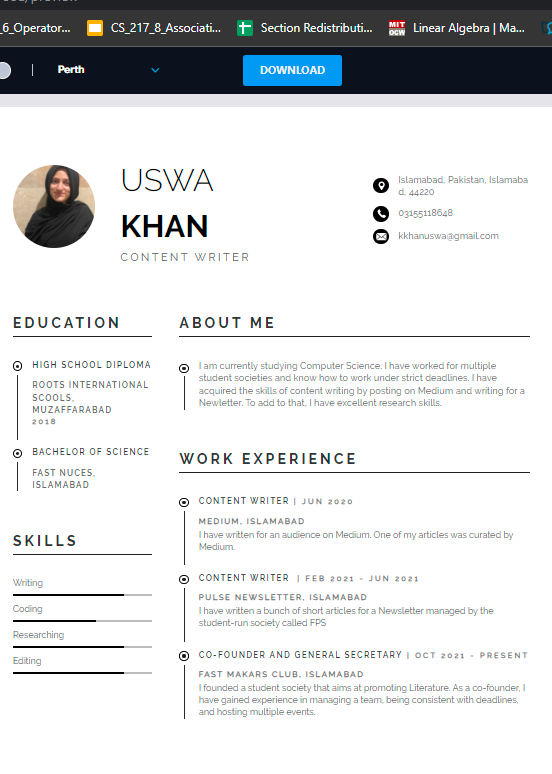 _6_Operator...
CS_217_8_Associati...
Section Redistributi...
MIT
OCW
Linear Algebra | Ma...
Perth
DOWNLOAD
USWA
KHAN
CONTENT WRITER
Islamabad, Pakistan, Islamaba
d, 44220
03155118648
kkhanuswa@gmail.com
EDUCATION
HIGH SCHOOL DIPLOMA
ROOTS INTERNATIONAL
SCOOLS,
MUZAFFARABAD
2018
BACHELOR OF SCIENCE
FAST NUCES,
ISLAMABAD
SKILLS
Writing
Coding
Researching
Editing
ABOUT ME
I am currently studying Computer Science. I have worked for multiple
student societies and know how to work under strict deadlines. I have
acquired the skills of content writing by posting on Medium and writing for a
Newletter. To add to that, I have excellent research skills.
WORK EXPERIENCE
CONTENT WRITER | JUN 2020
MEDIUM, ISLAMABAD
I have written for an audience on Medium. One of my articles was curated by
Medium.
CONTENT WRITER | FEB 2021 - JUN 2021
PULSE NEWSLETTER, ISLAMABAD
I have written a bunch of short articles for a Newsletter managed by the
student-run society called FPS
CO-FOUNDER AND GENERAL SECRETARY | OCT 2021 - PRESENT
FAST MAKARS CLUB, ISLAMABAD
I founded a student society that aims at promoting Literature. As a co-founder, I
have gained experience in managing a team, being consistent with deadlines,
and hosting multiple events.